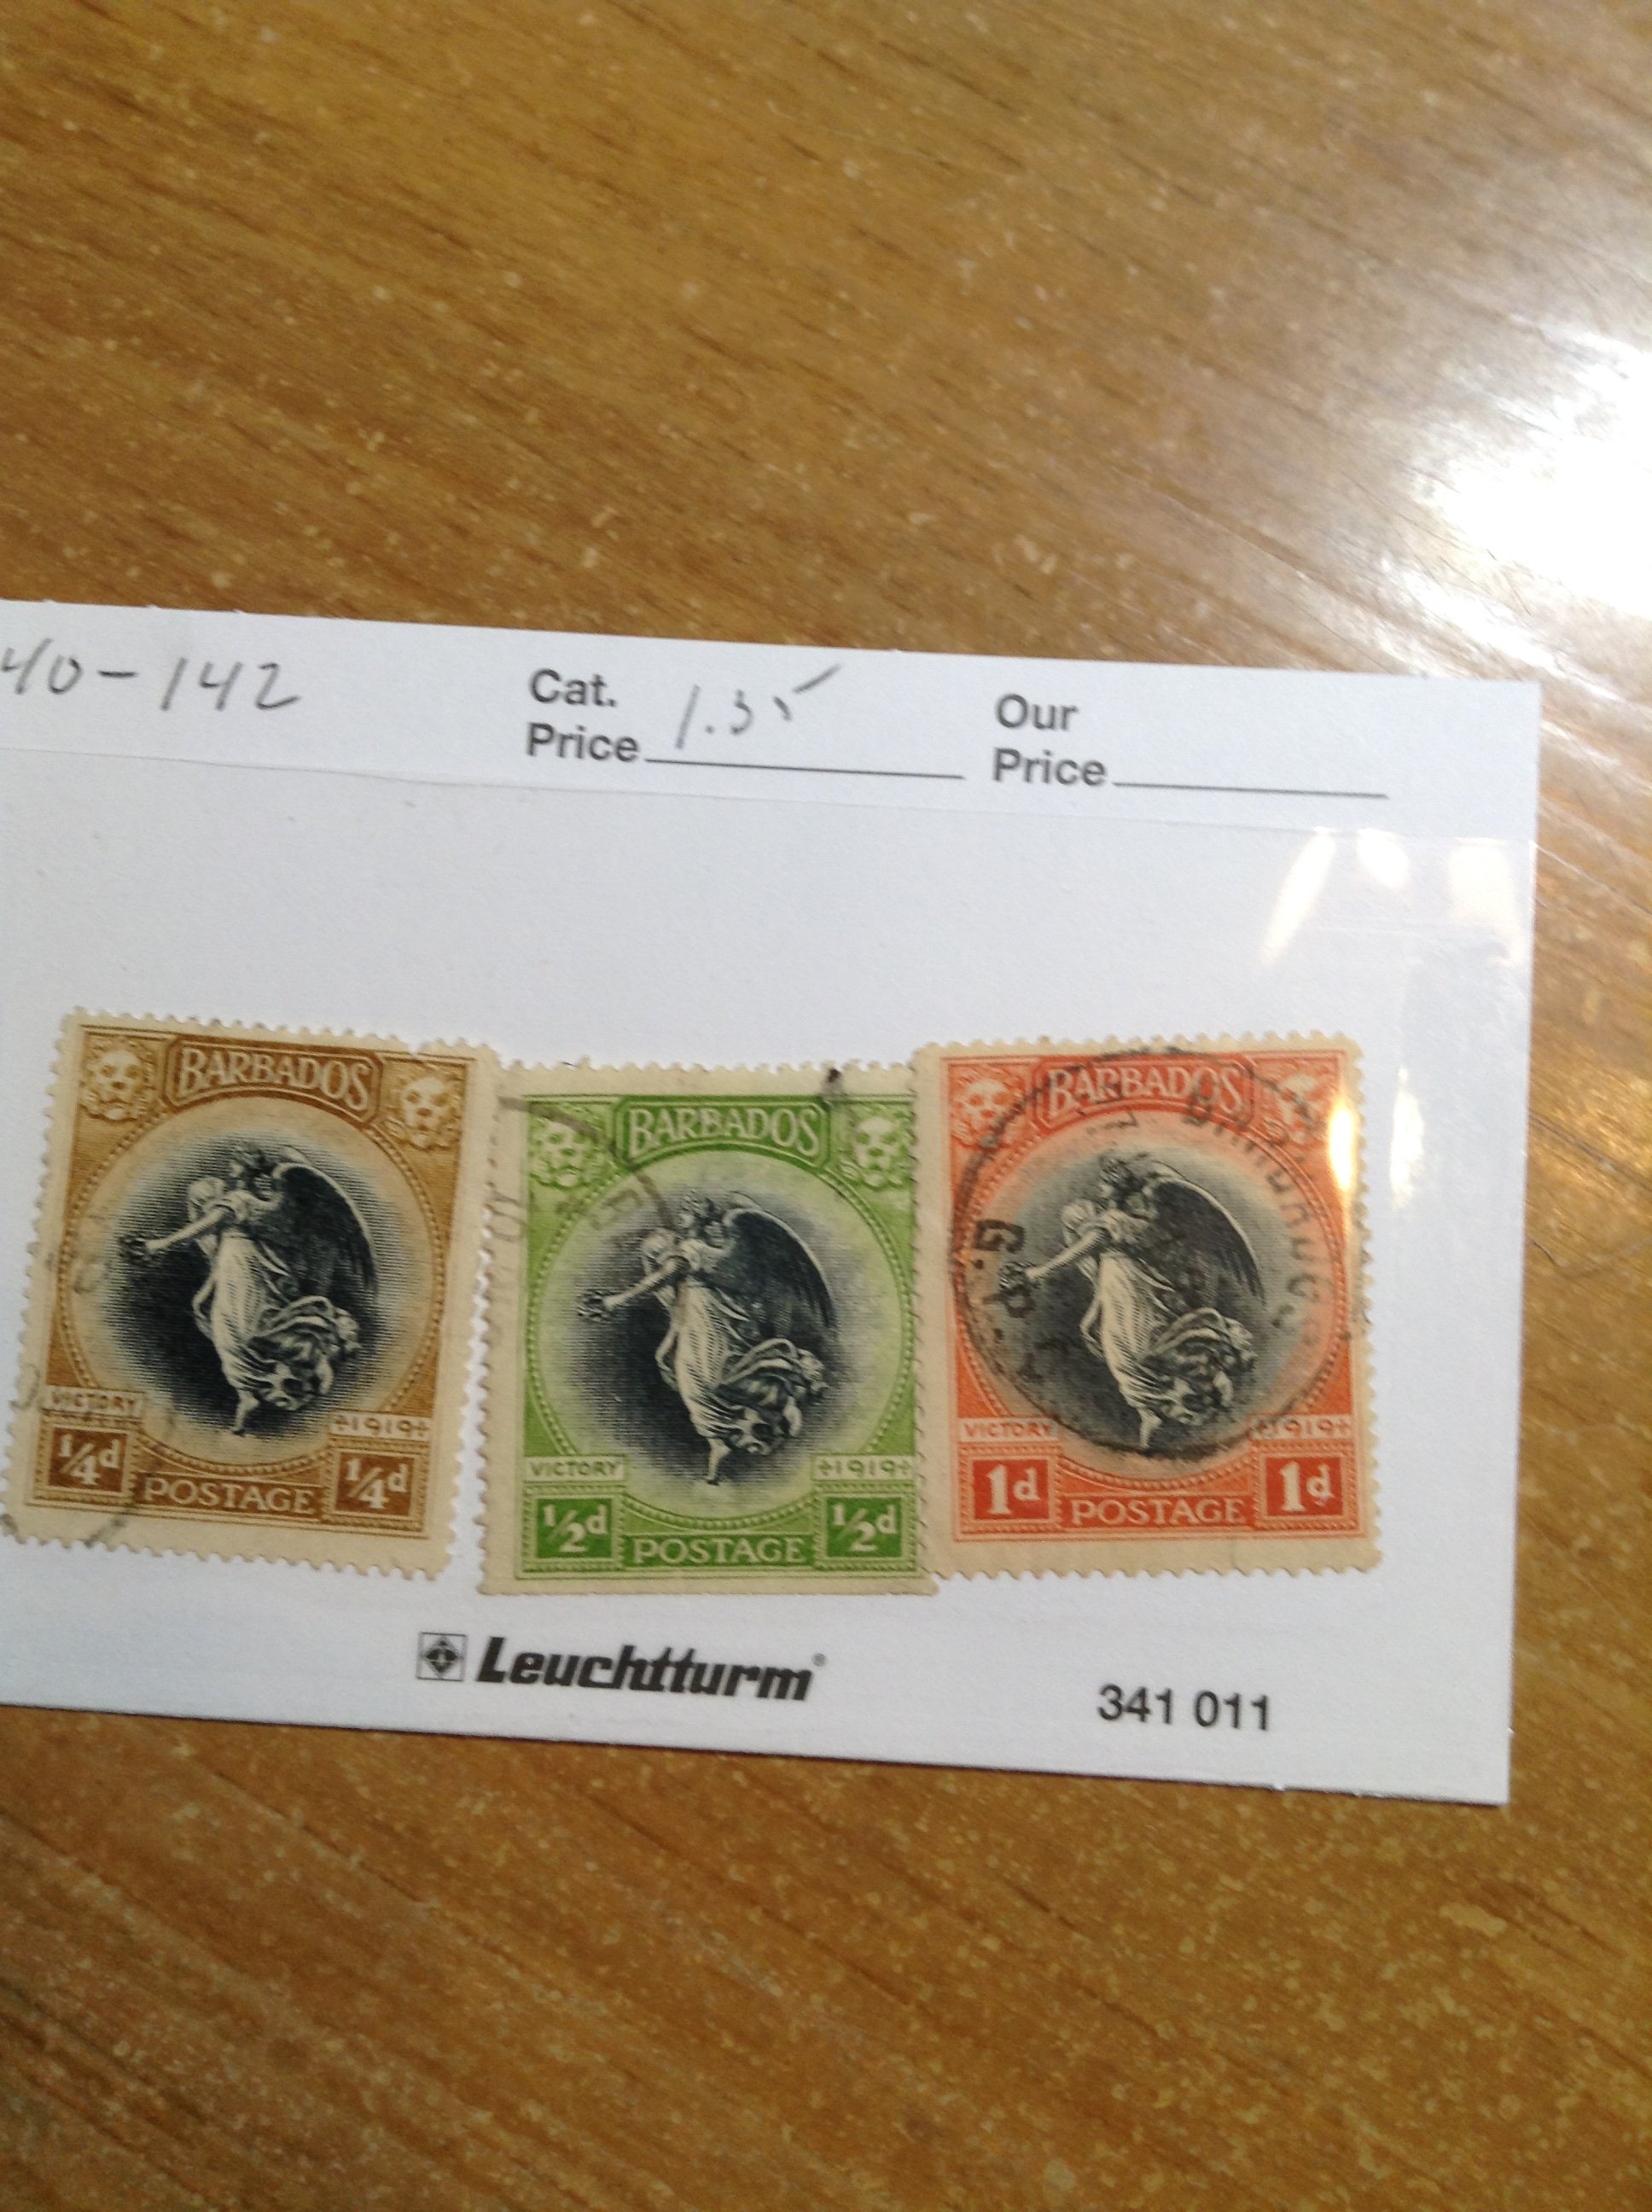 40-142
Cat.
Price 1.35
Our
Price
BARBADOS
VICTORY
+1919+
1/4d
POSTAGE
1/4d
BARBADOS
VICTORY
+1919+
1/2d
POSTAGE
1/2d
BARBADOS
BARBADOS
VICTORY
+1919+
1d
POSTAGE
1d
Leuchtturm®
341 011